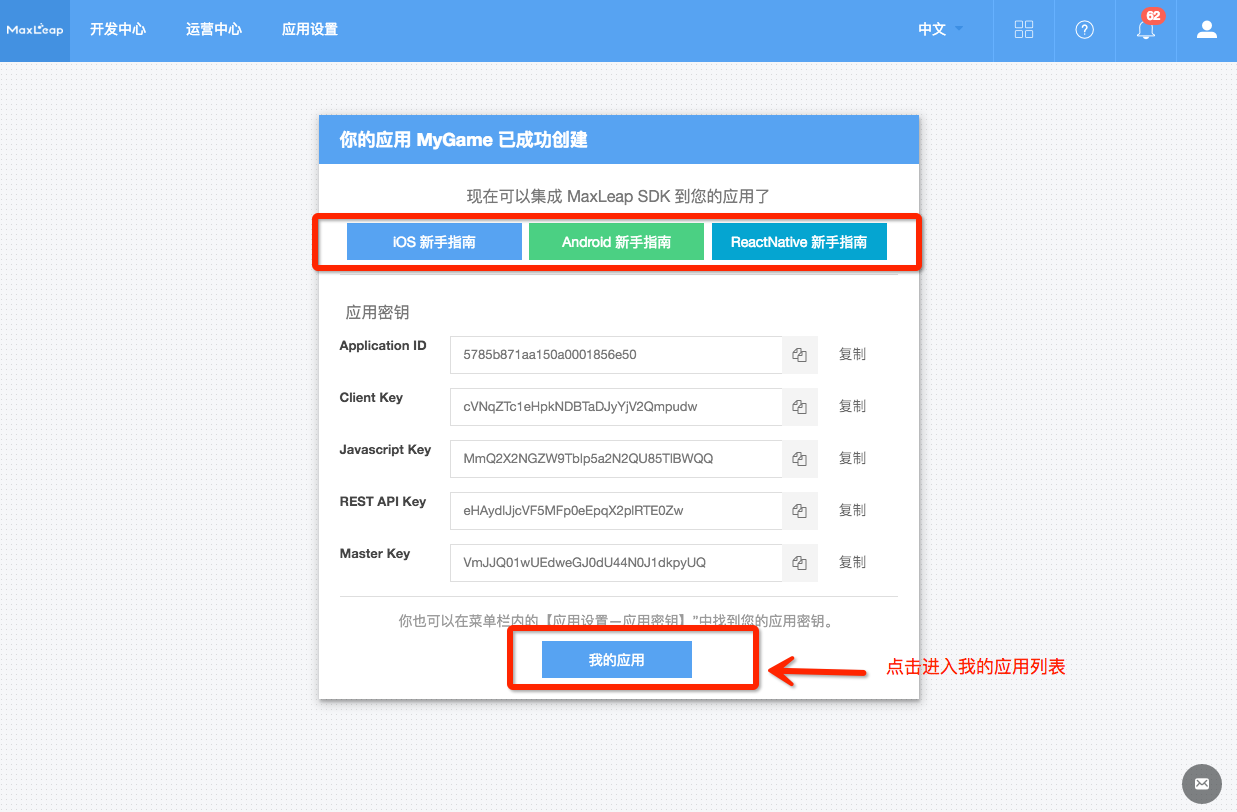 MaxLeap 开发中心 运营中心 应用设置 中文 62
你的应用 MyGame 已成功创建
现在可以集成 MaxLeap SDK 到您的应用了
iOS 新手指南 Android 新手指南 ReactNative 新手指南
应用密钥
Application ID 5785b871aa150a0001856e50 复制
Client Key cVNqZTc1eHpkNDBTaDJyYjV2Qmpudw 复制
Javascript Key MmQ2X2NGZW9Tblp5a2N2QU85TlBWQQ 复制
REST API Key eHAydlJjcVF5MFp0eEpqX2plRTE0Zw 复制
Master Key VmJJQ01wUEdweGJ0dU44N0J1dkpyUQ 复制
你也可以在菜单栏内的【应用设置—应用密钥】”中找到您的应用密钥。
我的应用
点击进入我的应用列表